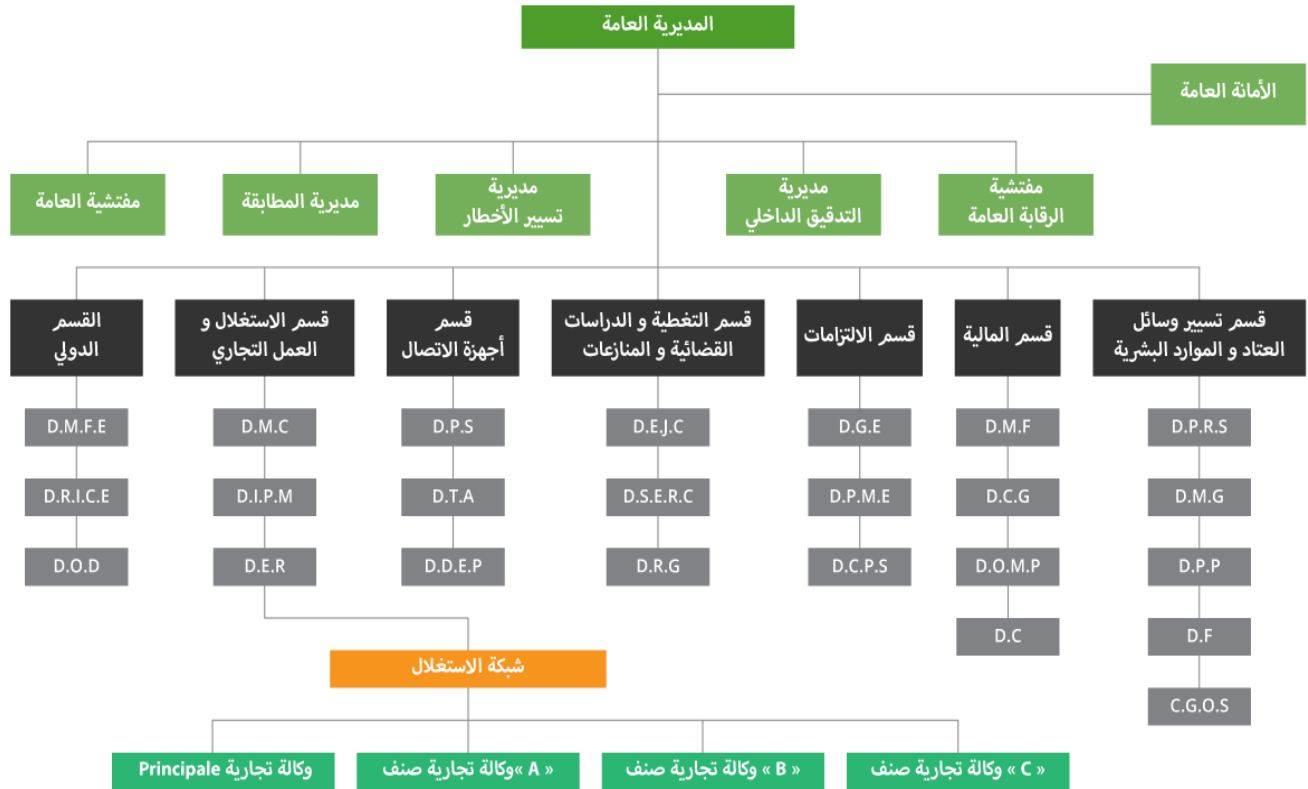 المديرية العامة
الأمانة العامة
مفتشية
الرقابة العامة
مديرية
التدقيق الداخلي
مديرية
تسيير الأخطار
مديرية المطابقة
مفتشية العامة
قسم تسيير وسائل
العتاد و الموارد البشرية
قسم المالية
قسم الالتزامات
قسم التغطية و الدراسات
القضائية و المنازعات
قسم
أجهزة الاتصال
قسم الاستغلال و
العمل التجاري
القسم
الدولي
D.P.R.S
D.M.G
D.P.P
D.F
C.G.O.S
D.M.F
D.C.G
D.O.M.P
D.C
D.G.E
D.P.M.E
D.C.P.S
D.E.J.C
D.S.E.R.C
D.R.G
D.P.S
D.T.A
D.D.E.P
D.M.C
D.I.P.M
D.E.R
D.M.F.E
D.R.I.C.E
D.O.D
شبكة الاستغلال
« C » وكالة تجارية صنف
« B » وكالة تجارية صنف
« A »وكالة تجارية صنف
وكالة تجارية Principale